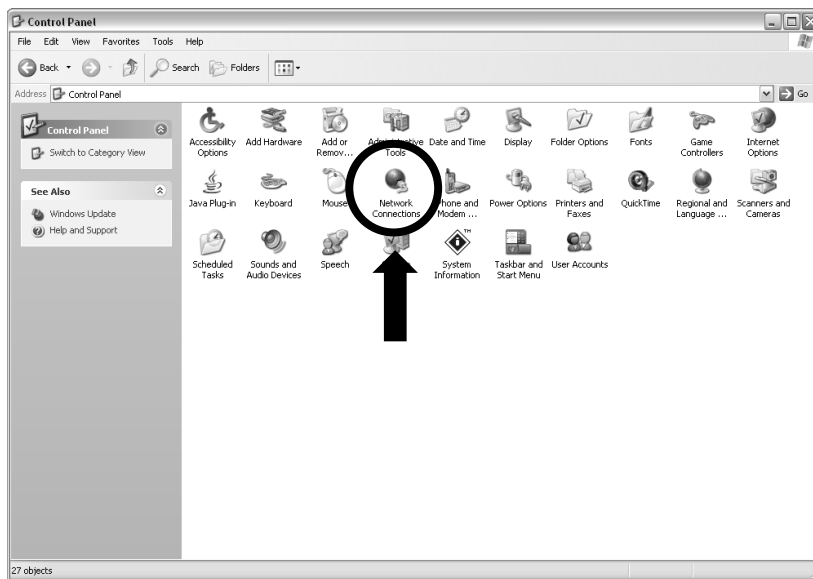 Control Panel
File Edit View Favorites Tools Help
Back Search Folders
Address Control Panel Go
Control Panel
Switch to Category View
See Also
Windows Update
Help and Support
Accessibility Options
Add Hardware
Add or Remov...
Administrative Tools
Date and Time
Display
Folder Options
Fonts
Game Controllers
Internet Options
Java Plug-in
Keyboard
Mouse
Network Connections
Phone and Modem ...
Power Options
Printers and Faxes
QuickTime
Regional and Language ...
Scanners and Cameras
Scheduled Tasks
Sounds and Audio Devices
Speech
System Information
TM
Taskbar and Start Menu
User Accounts
27 objects